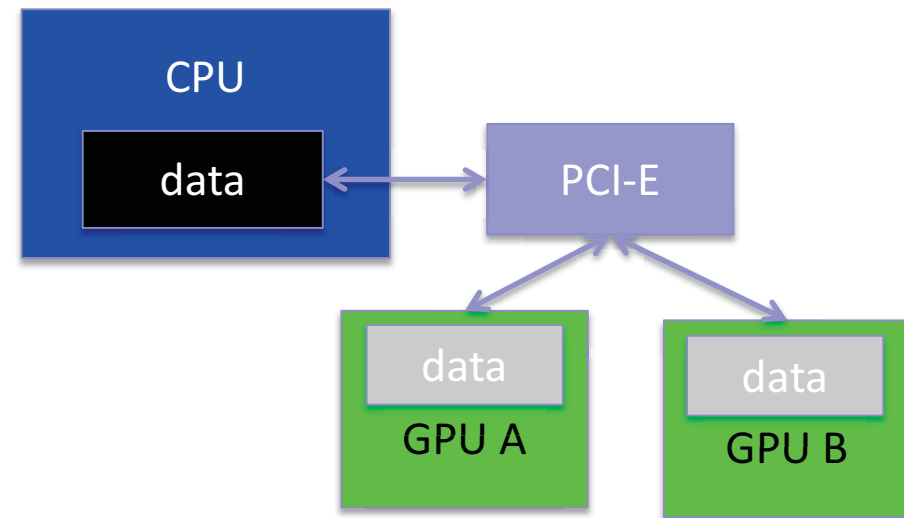 CPU
data
PCI-E
data
GPU A
data
GPU B